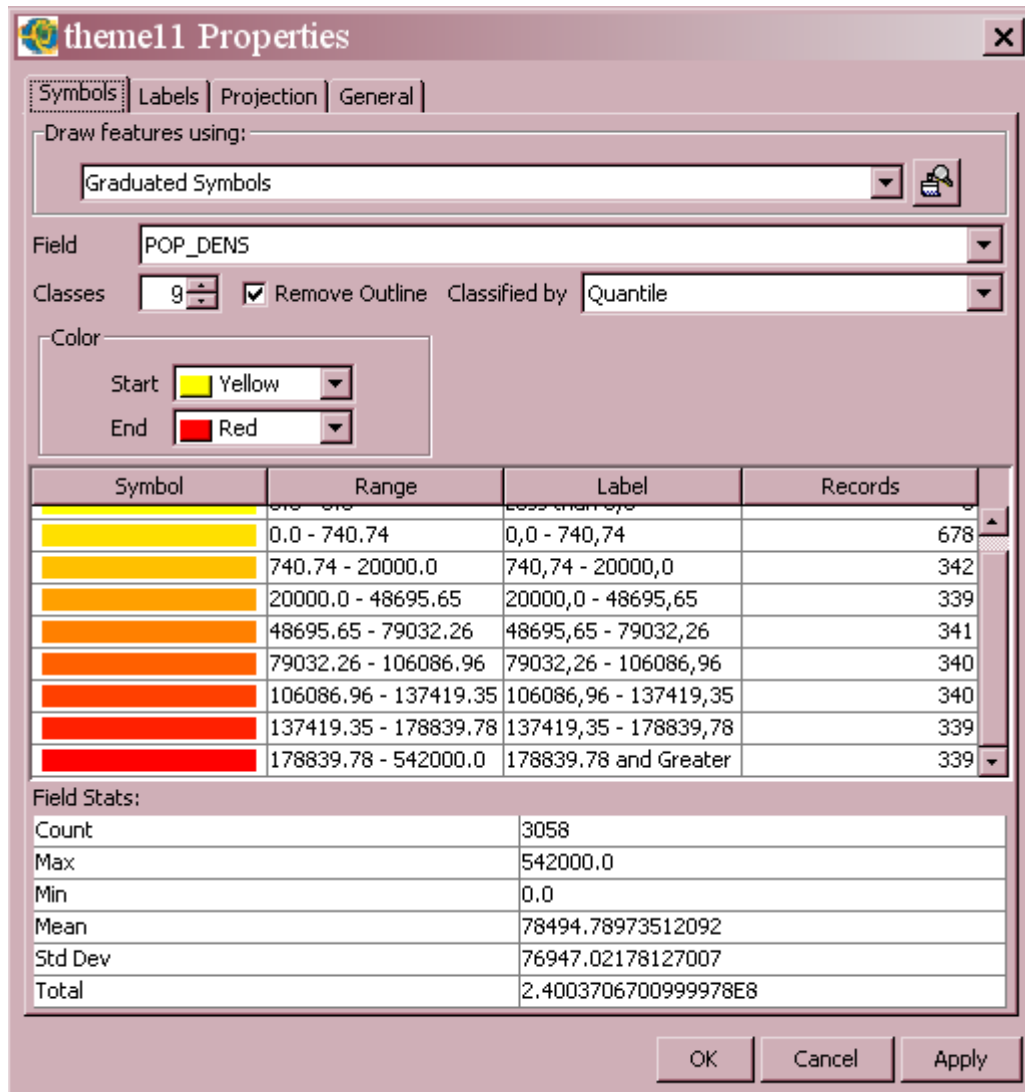 theme11 Properties
Symbols Labels Projection General
Draw features using:
Graduated Symbols
Field POP_DENS
Classes 9 Remove Outline Classified by Quantile
Color
Start Yellow
End Red
Symbol Range Label Records
0.0 - 740.74 0,0 - 740,74 678
740.74 - 20000.0 740,74 - 20000,0 342
20000.0 - 48695.65 20000,0 - 48695,65 339
48695.65 - 79032.26 48695,65 - 79032,26 341
79032.26 - 106086.96 79032,26 - 106086,96 340
106086.96 - 137419.35 106086,96 - 137419,35 340
137419.35 - 178839.78 137419,35 - 178839,78 339
178839.78 - 542000.0 178839.78 and Greater 339
Field Stats:
Count 3058
Max 542000.0
Min 0.0
Mean 78494.78973512092
Std Dev 76947.02178127007
Total 2.4003706700999978E8
OK Cancel Apply